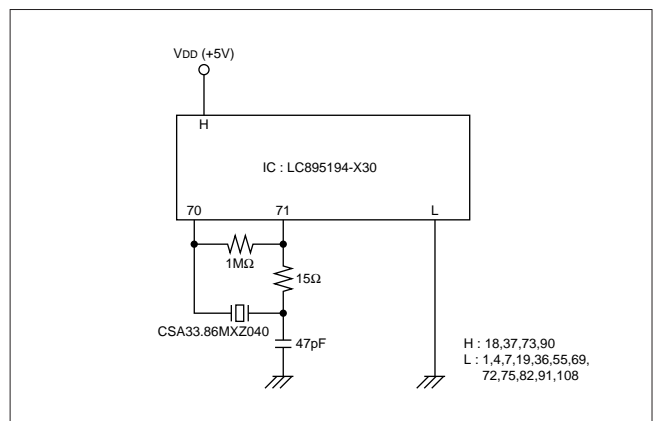 VDD (+5V)
H
IC : LC895194-X30
70
71
L
1MΩ
15Ω
CSA33.86MXZ040
47pF
H : 18,37,73,90
L : 1,4,7,19,36,55,69,
72,75,82,91,108